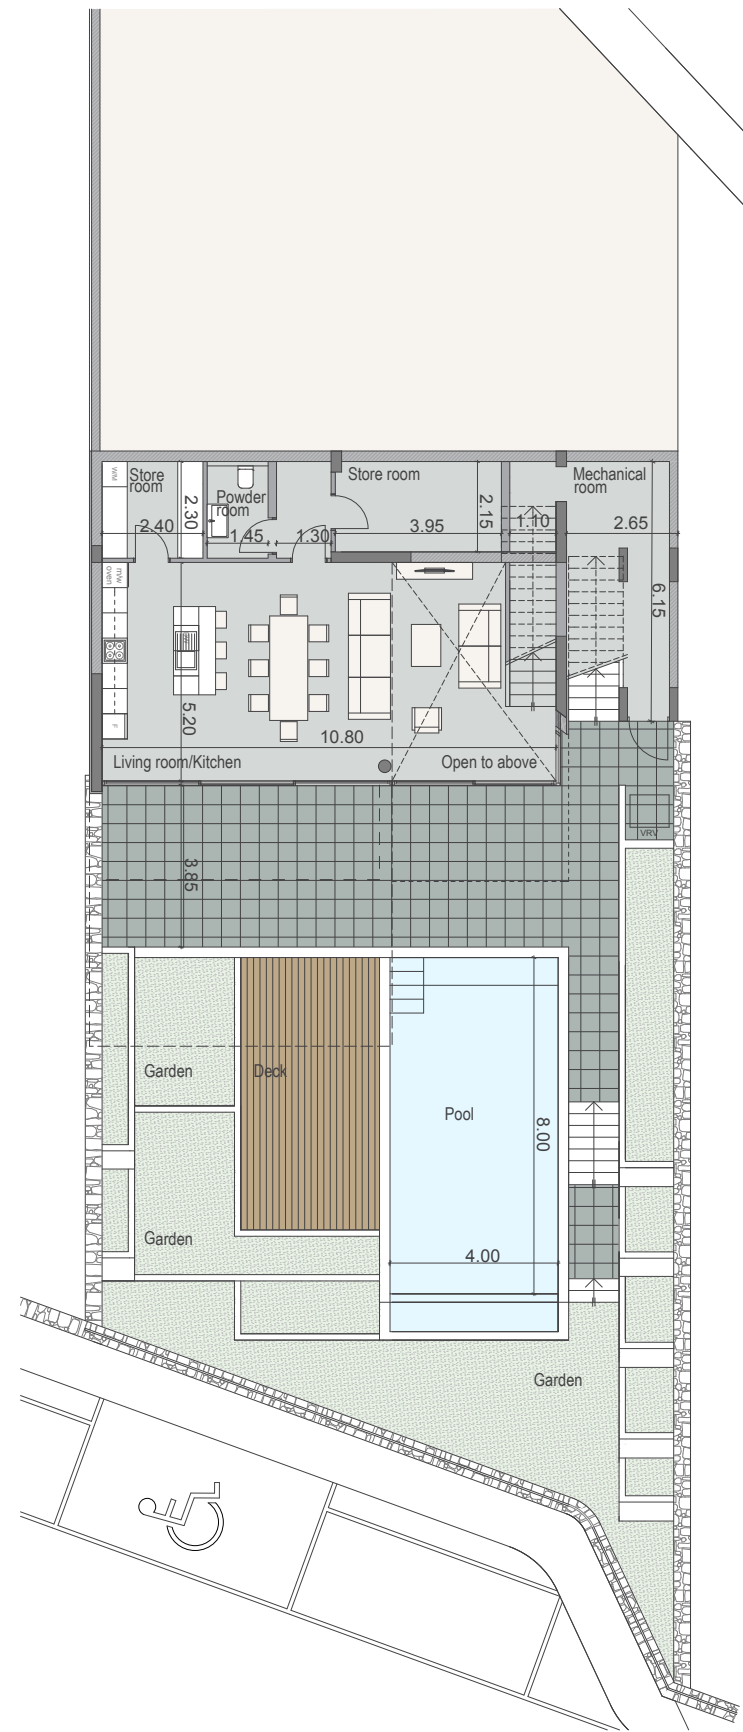 WM
Store
room
Powder
room
Store room
Mechanical
room
2.30
2.15
2.40
1.45
1.30
3.95
1.10
2.65
6.15
m/w
oven
F
5.20
10.80
Living room/Kitchen
Open to above
VRV
3.85
Garden
Deck
Pool
8.00
Garden
4.00
Garden